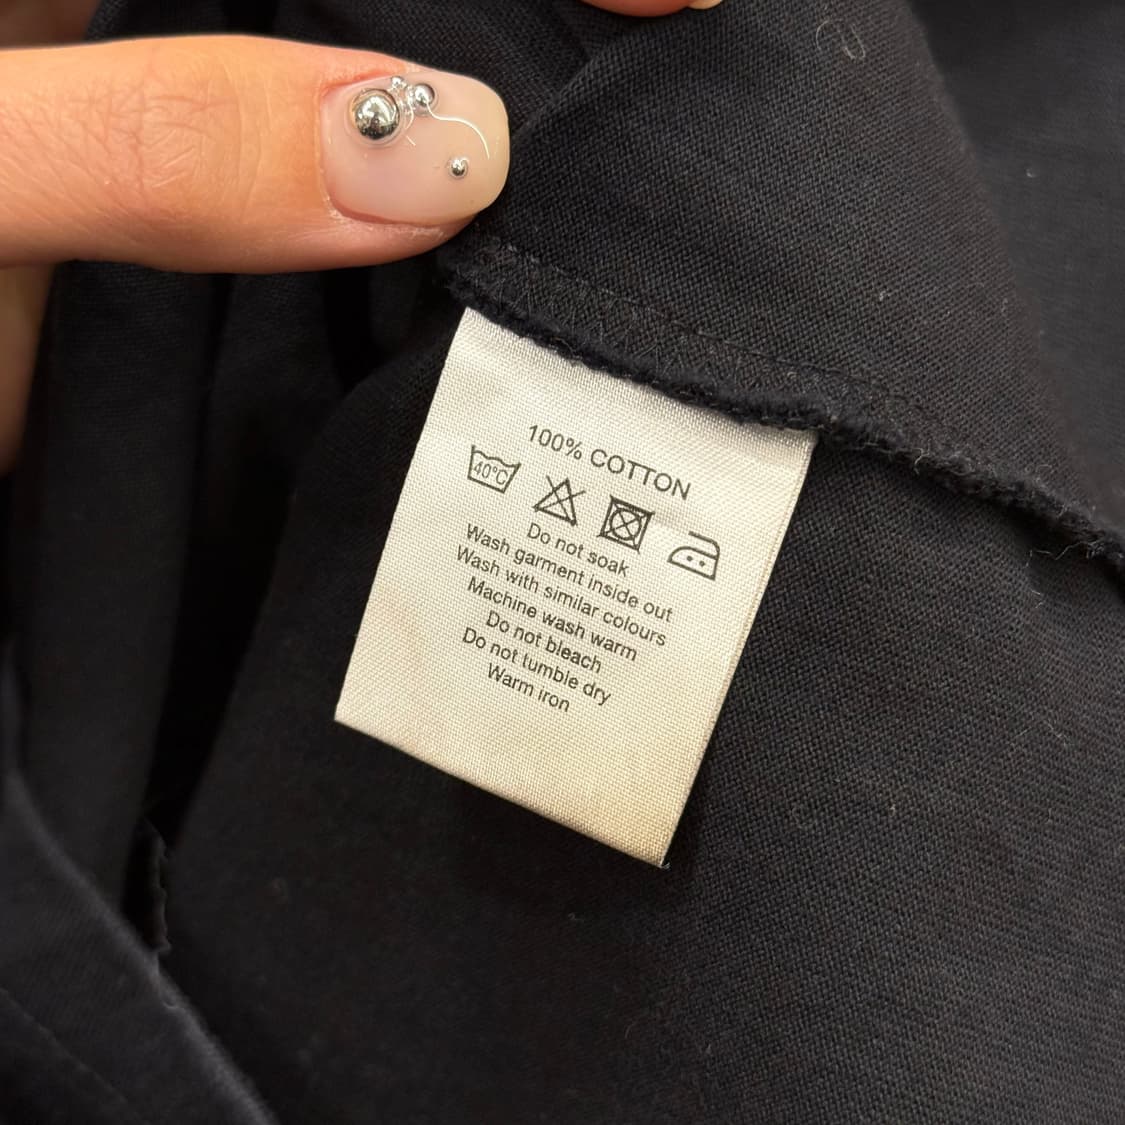 100% COTTON
40°C
Do not soak
Wash garment inside out
Wash with similar colours
Machine wash warm
Do not bleach
Do not tumble dry
Warm iron